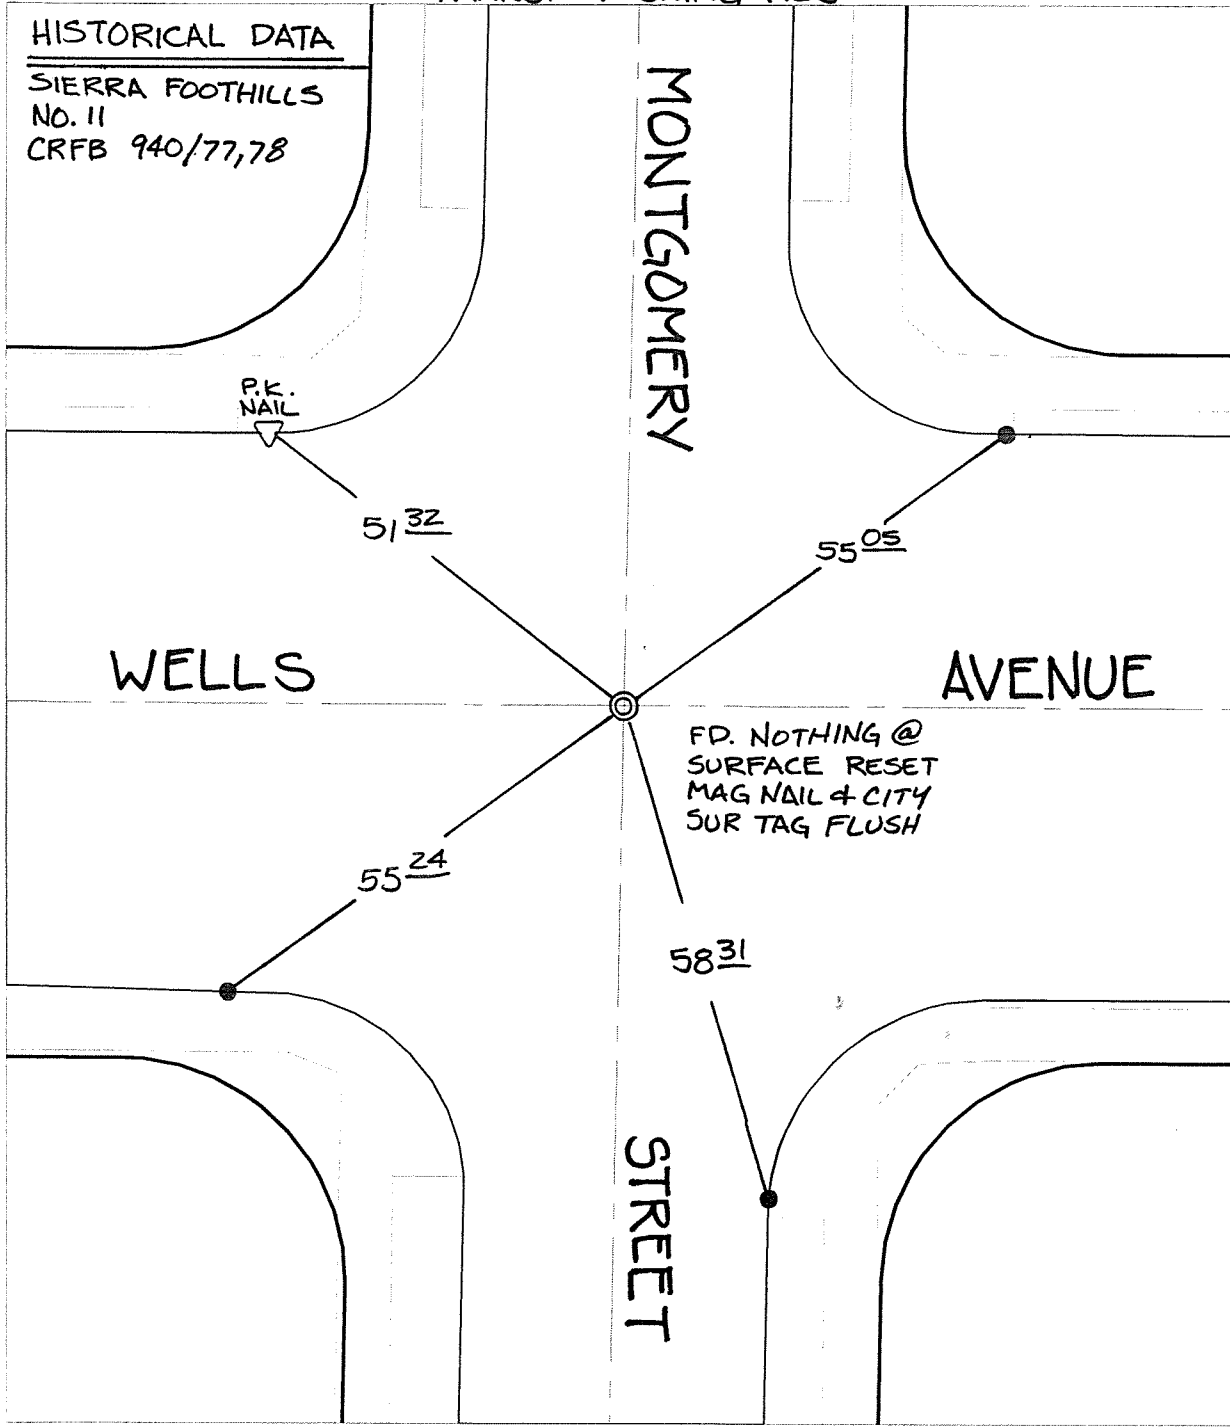 HISTORICAL DATA
SIERRA FOOTHILLS
NO. 11
CRFB 940/77,78
MONTGOMERY
P.K.
NAIL
51 32
55 05
WELLS
AVENUE
FD. NOTHING @
SURFACE RESET
MAG NAIL & CITY
SUR TAG FLUSH
55 24
58 31
STREET